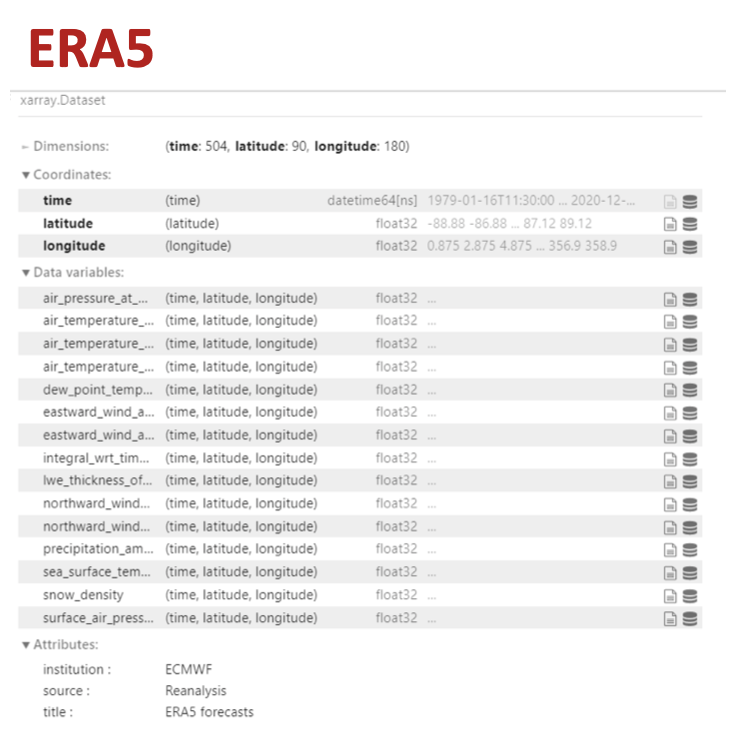 ERA5
xarray.Dataset
← Dimensions: (time: 504, latitude: 90, longitude: 180)
▼ Coordinates:
time (time) datetime64[ns] 1979-01-16T11:30:00 ... 2020-12-...
latitude (latitude) float32 -88.88 -86.88 ... 87.12 89.12
longitude (longitude) float32 0.875 2.875 4.875 ... 356.9 358.9
▼ Data variables:
air_pressure_at_... (time, latitude, longitude) float32 ...
air_temperature_... (time, latitude, longitude) float32 ...
air_temperature_... (time, latitude, longitude) float32 ...
air_temperature_... (time, latitude, longitude) float32 ...
dew_point_temp... (time, latitude, longitude) float32 ...
eastward_wind_a... (time, latitude, longitude) float32 ...
eastward_wind_a... (time, latitude, longitude) float32 ...
integral_wrt_tim... (time, latitude, longitude) float32 ...
lwe_thickness_of... (time, latitude, longitude) float32 ...
northward_wind... (time, latitude, longitude) float32 ...
northward_wind... (time, latitude, longitude) float32 ...
precipitation_am... (time, latitude, longitude) float32 ...
sea_surface_tem... (time, latitude, longitude) float32 ...
snow_density (time, latitude, longitude) float32 ...
surface_air_press... (time, latitude, longitude) float32 ...
▼ Attributes:
institution : ECMWF
source : Reanalysis
title : ERA5 forecasts